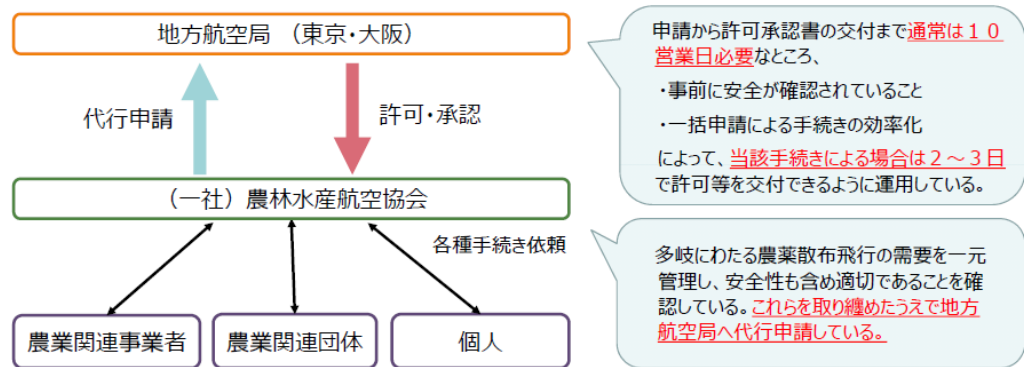 地方航空局 （東京・大阪）
代行申請
許可・承認
（一社）農林水産航空協会
各種手続き依頼
農業関連事業者
農業関連団体
個人
申請から許可承認書の交付まで通常は１０
営業日必要なところ、
・事前に安全が確認されていること
・一括申請による手続きの効率化
によって、当該手続きによる場合は２～３日
で許可等を交付できるように運用している。
多岐にわたる農薬散布飛行の需要を一元
管理し、安全性も含め適切であることを確
認している。これらを取り纏めたうえで地方
航空局へ代行申請している。